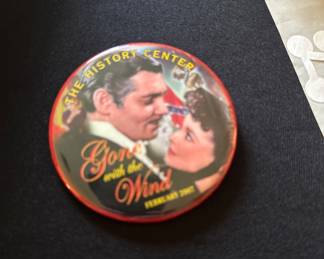 THE HISTORY CENTER
Gone
with the
Wind
FEBRUARY 2007